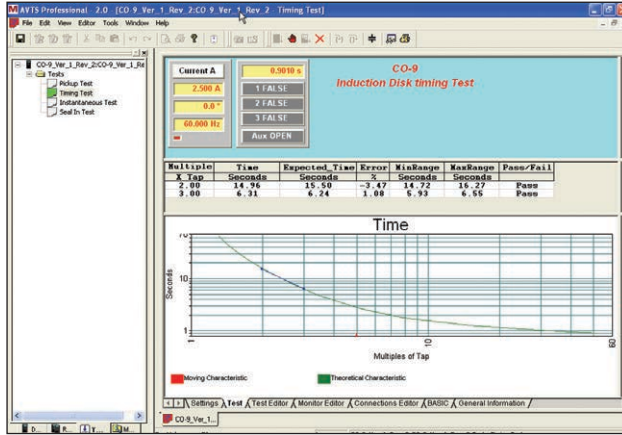 AVTS Professional 2.0 [CO-9_Ver_1_Rev_2:CO-9_Ver_1_Rev_2 Timing Test]
File Edit View Editor Tools Window Help
CO-9_Ver_1_Rev_2:CO-9_Ver_1_Re
Tests
Pickup Test
Timing Test
Instantaneous Test
Seal In Test
Current A
2.500 A
0.0 °
60.000 Hz
0.9010 s
1 FALSE
2 FALSE
3 FALSE
Aux OPEN
CO-9
Induction Disk timing Test
Multiple Time Expected_Time Error MinRange MaxRange Pass/Fail
X Tap Seconds Seconds % Seconds Seconds
2.00 14.96 15.50 -3.47 14.72 16.27 Pass
3.00 6.31 6.24 1.08 5.93 6.55 Pass
Time
70
10
1
Seconds
1 10 60
Multiples of Tap
Moving Characteristic Theoretical Characteristic
Settings Test Test Editor Monitor Editor Connections Editor BASIC General Information
D... R... T... M...
CO-9_Ver_1...